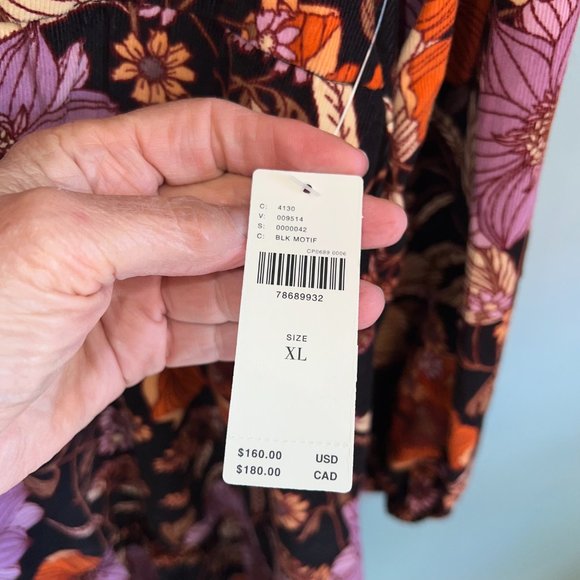 C: 4130
V: 009514
S: 0000042
C: BLK MOTIF
CP0689 0006
78689932
SIZE
XL
$160.00 USD
$180.00 CAD